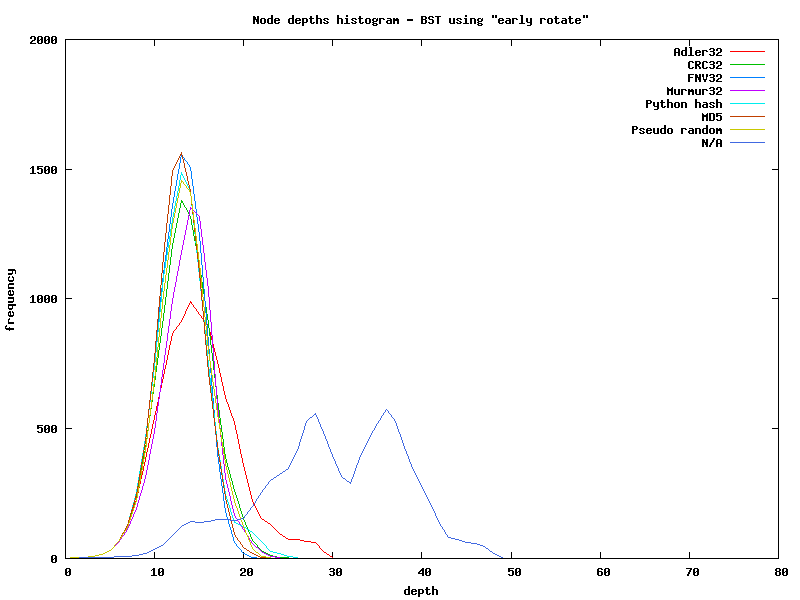 Node depths histogram - BST using "early rotate"
2000
1500
1000
500
0
frequency
Adler32
CRC32
FNV32
Murmur32
Python hash
MD5
Pseudo random
N/A
0 10 20 30 40 50 60 70 80
depth